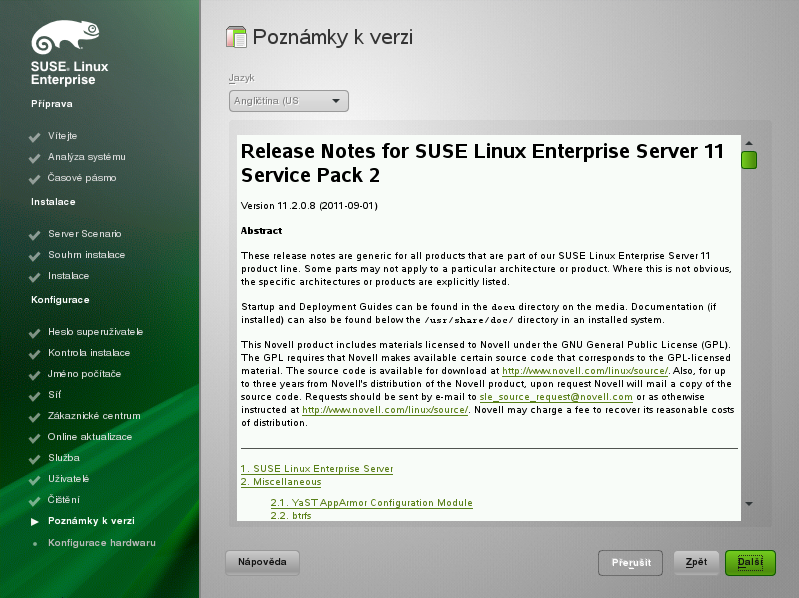 SUSE. Linux
Enterprise
Příprava
Vítejte
Analýza systému
Časové pásmo
Instalace
Server Scenario
Souhrn instalace
Instalace
Konfigurace
Heslo superuživatele
Kontrola instalace
Jméno počítače
Síť
Zákaznické centrum
Online aktualizace
Služba
Uživatelé
Čištění
Poznámky k verzi
Konfigurace hardwaru
Poznámky k verzi
Jazyk
Angličtina (US
Release Notes for SUSE Linux Enterprise Server 11
Service Pack 2
Version 11.2.0.8 (2011-09-01)
Abstract
These release notes are generic for all products that are part of our SUSE Linux Enterprise Server 11
product line. Some parts may not apply to a particular architecture or product. Where this is not obvious,
the specific architectures or products are explicitly listed.
Startup and Deployment Guides can be found in the docu directory on the media. Documentation (if
installed) can also be found below the /usr/share/doc/ directory in an installed system.
This Novell product includes materials licensed to Novell under the GNU General Public License (GPL).
The GPL requires that Novell makes available certain source code that corresponds to the GPL-licensed
material. The source code is available for download at http://www.novell.com/linux/source/. Also, for up
to three years from Novell's distribution of the Novell product, upon request Novell will mail a copy of the
source code. Requests should be sent by e-mail to sle_source_request@novell.com or as otherwise
instructed at http://www.novell.com/linux/source/. Novell may charge a fee to recover its reasonable costs
of distribution.
1. SUSE Linux Enterprise Server
2. Miscellaneous
2.1. YaST AppArmor Configuration Module
2.2. btrfs
Nápověda
Přerušit
Zpět
Další